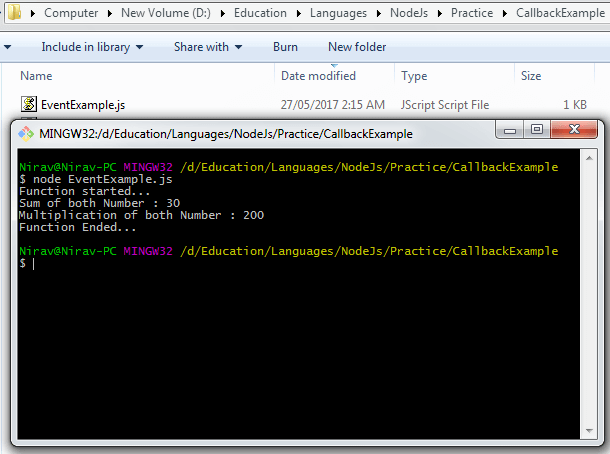 Computer New Volume (D:) Education Languages NodeJs Practice CallbackExample
Include in library Share with Burn New folder
Name Date modified Type Size
EventExample.js 27/05/2017 2:15 AM JScript Script File 1 KB
MINGW32:/d/Education/Languages/NodeJs/Practice/CallbackExample
Nirav@Nirav-PC MINGW32 /d/Education/Languages/NodeJs/Practice/CallbackExample
$ node EventExample.js
Function started...
Sum of both Number : 30
Multiplication of both Number : 200
Function Ended...
Nirav@Nirav-PC MINGW32 /d/Education/Languages/NodeJs/Practice/CallbackExample
$